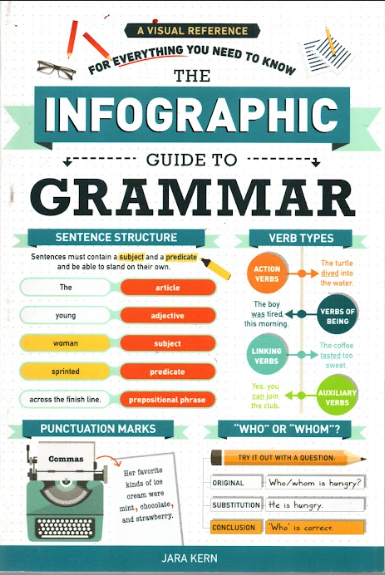 A VISUAL REFERENCE
FOR EVERYTHING YOU NEED TO KNOW
THE
INFOGRAPHIC
GUIDE TO
GRAMMAR
SENTENCE STRUCTURE
Sentences must contain a subject and a predicate
and be able to stand on their own.
The article
young adjective
woman subject
sprinted predicate
across the finish line. prepositional phrase
VERB TYPES
ACTION
VERBS
The turtle
dived into
the water.
The boy
was tired,
this morning.
VERBS OF
BEING
LINKING
VERBS
The coffee
tasted too
sweet.
Yes, you
can join
the club.
AUXILIARY
VERBS
PUNCTUATION MARKS
Commas
Her favorite
kinds of ice
cream were
mint, chocolate,
and strawberry.
"WHO" OR "WHOM"?
TRY IT OUT WITH A QUESTION.
ORIGINAL Who/whom is hungry?
SUBSTITUTION He is hungry.
CONCLUSION "Who" is correct.
JARA KERN